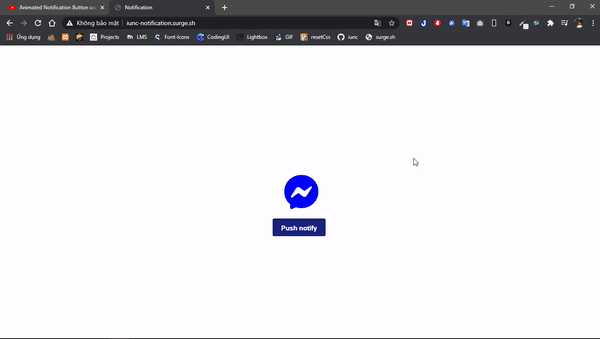 Animated Notification Button usi
Notification
Không bảo mật | iunc-notification.surge.sh
Ứng dụng
Projects
LMS
Font-Icons
CodingUI
Lightbox
GIF
resetCss
iunc
surge.sh
Push notify